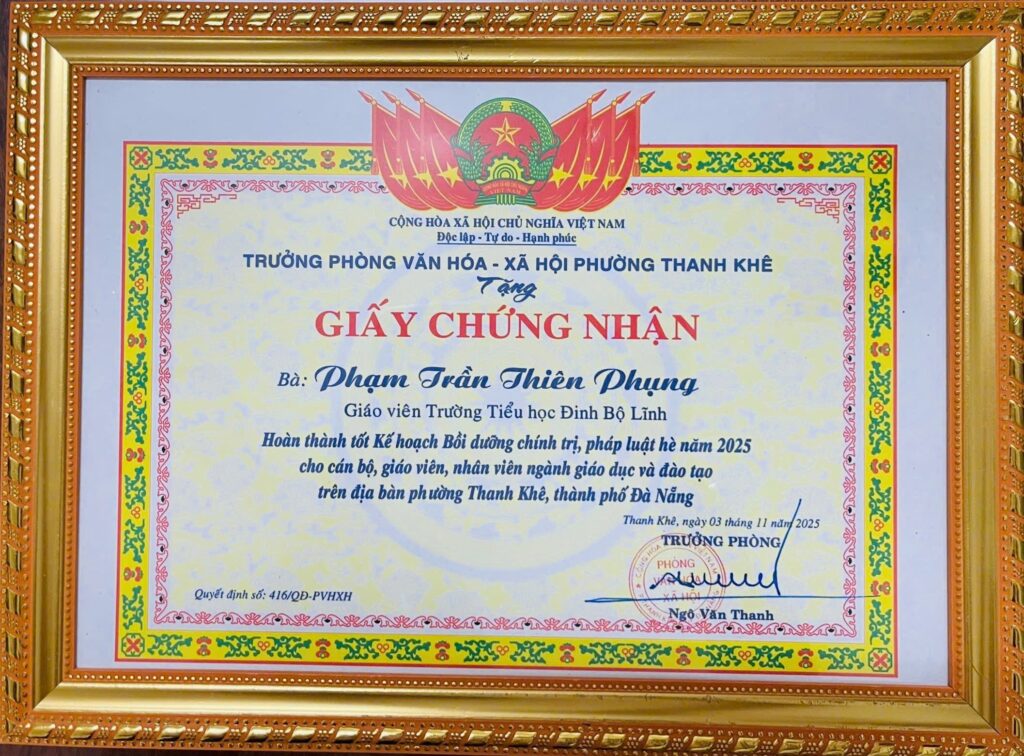 CỘNG HÒA XÃ HỘI CHỦ NGHĨA VIỆT NAM
Độc lập - Tự do - Hạnh phúc
TRƯỞNG PHÒNG VĂN HÓA - XÃ HỘI PHƯỜNG THANH KHÊ
Tặng
GIẤY CHỨNG NHẬN
Bà: Phạm Trần Thiên Phụng
Giáo viên Trường Tiểu học Đinh Bộ Lĩnh
Hoàn thành tốt Kế hoạch Bồi dưỡng chính trị, pháp luật hè năm 2025
cho cán bộ, giáo viên, nhân viên ngành giáo dục và đào tạo
trên địa bàn phường Thanh Khê, thành phố Đà Nẵng
Thanh Khê, ngày 03 tháng 11 năm 2025
TRƯỞNG PHÒNG
PHÒNG
VĂN HÓA
XÃ HỘI
Quyết định số: 416/QĐ-PVHXH
Ngô Văn Thanh